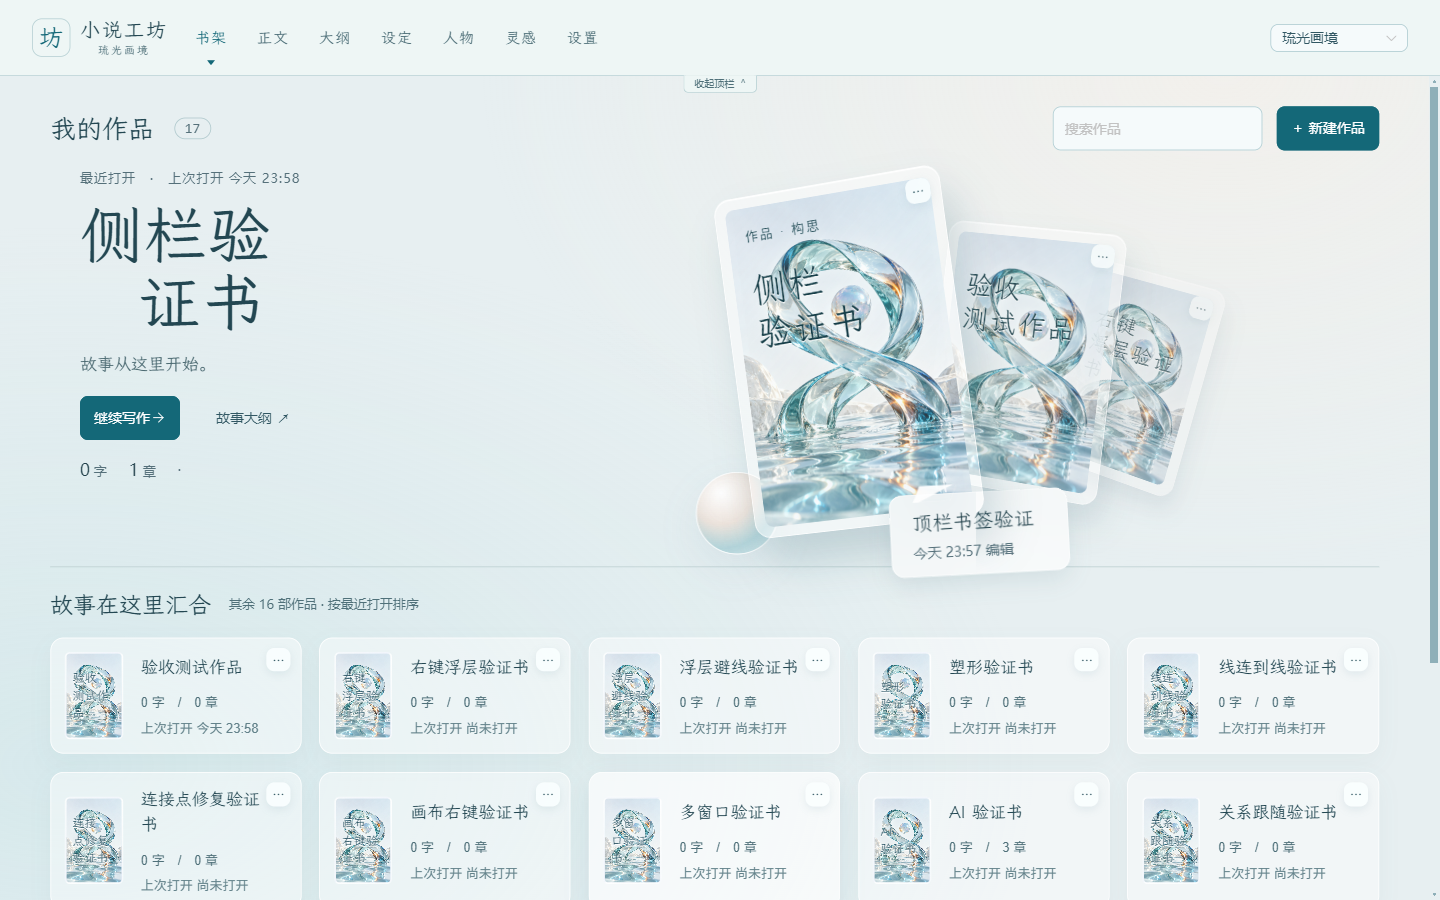 坊
小说工坊
琉光画境
书架 正文 大纲 设定 人物 灵感 设置
琉光画境
收起顶栏 ^
我的作品 17
搜索作品
+ 新建作品
最近打开 · 上次打开 今天 23:58
侧栏验
证书
故事从这里开始。
继续写作→ 故事大纲 ↗
0 字 1 章 ·
作品 · 构思
侧栏
验证书
验收
测试作品
右键
浮层验证
书
顶栏书签验证
今天 23:57 编辑
故事在这里汇合 其余 16 部作品 · 按最近打开排序
验收测试作品
0 字 / 0 章
上次打开 今天 23:58
右键浮层验证书
0 字 / 0 章
上次打开 尚未打开
浮层避线验证书
0 字 / 0 章
上次打开 尚未打开
塑形验证书
0 字 / 0 章
上次打开 尚未打开
线连到线验证书
0 字 / 0 章
上次打开 尚未打开
连接点修复验证
书
0 字 / 0 章
上次打开 尚未打开
画布右键验证书
0 字 / 0 章
上次打开 尚未打开
多窗口验证书
0 字 / 0 章
上次打开 尚未打开
AI 验证书
0 字 / 3 章
上次打开 尚未打开
关系跟随验证书
0 字 / 0 章
上次打开 尚未打开